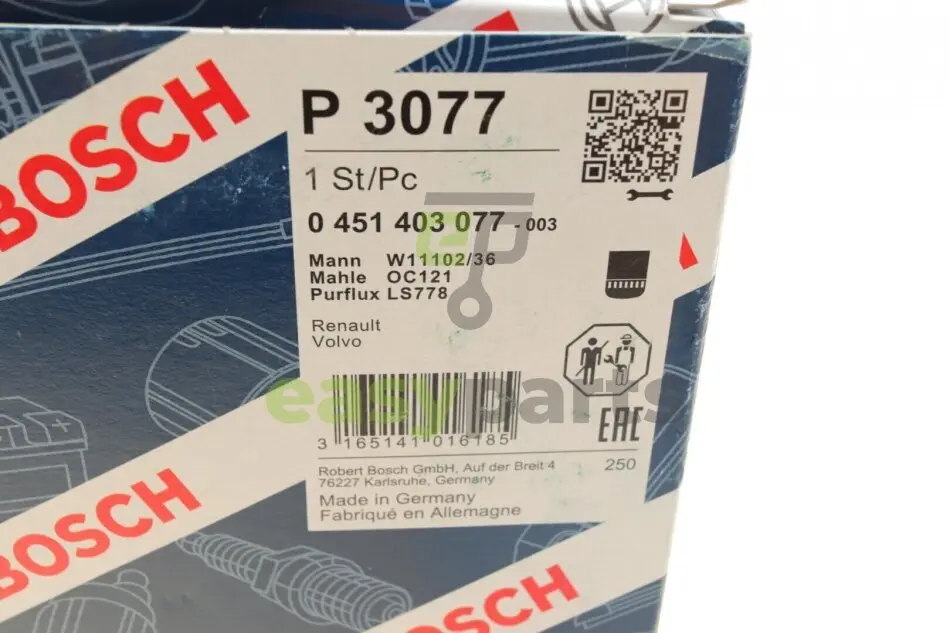 BOSCH
P 3077
1 St/Pc
0 451 403 077 - 003
Mann W11102/36
Mahle OC121
Purflux LS778
Renault
Volvo
easyparts
3 165141 016185
EAC
Robert Bosch GmbH, Auf der Breit 4
76227 Karlsruhe, Germany
250
Made in Germany
Fabriqué en Allemagne
BOSCH
BOSCH